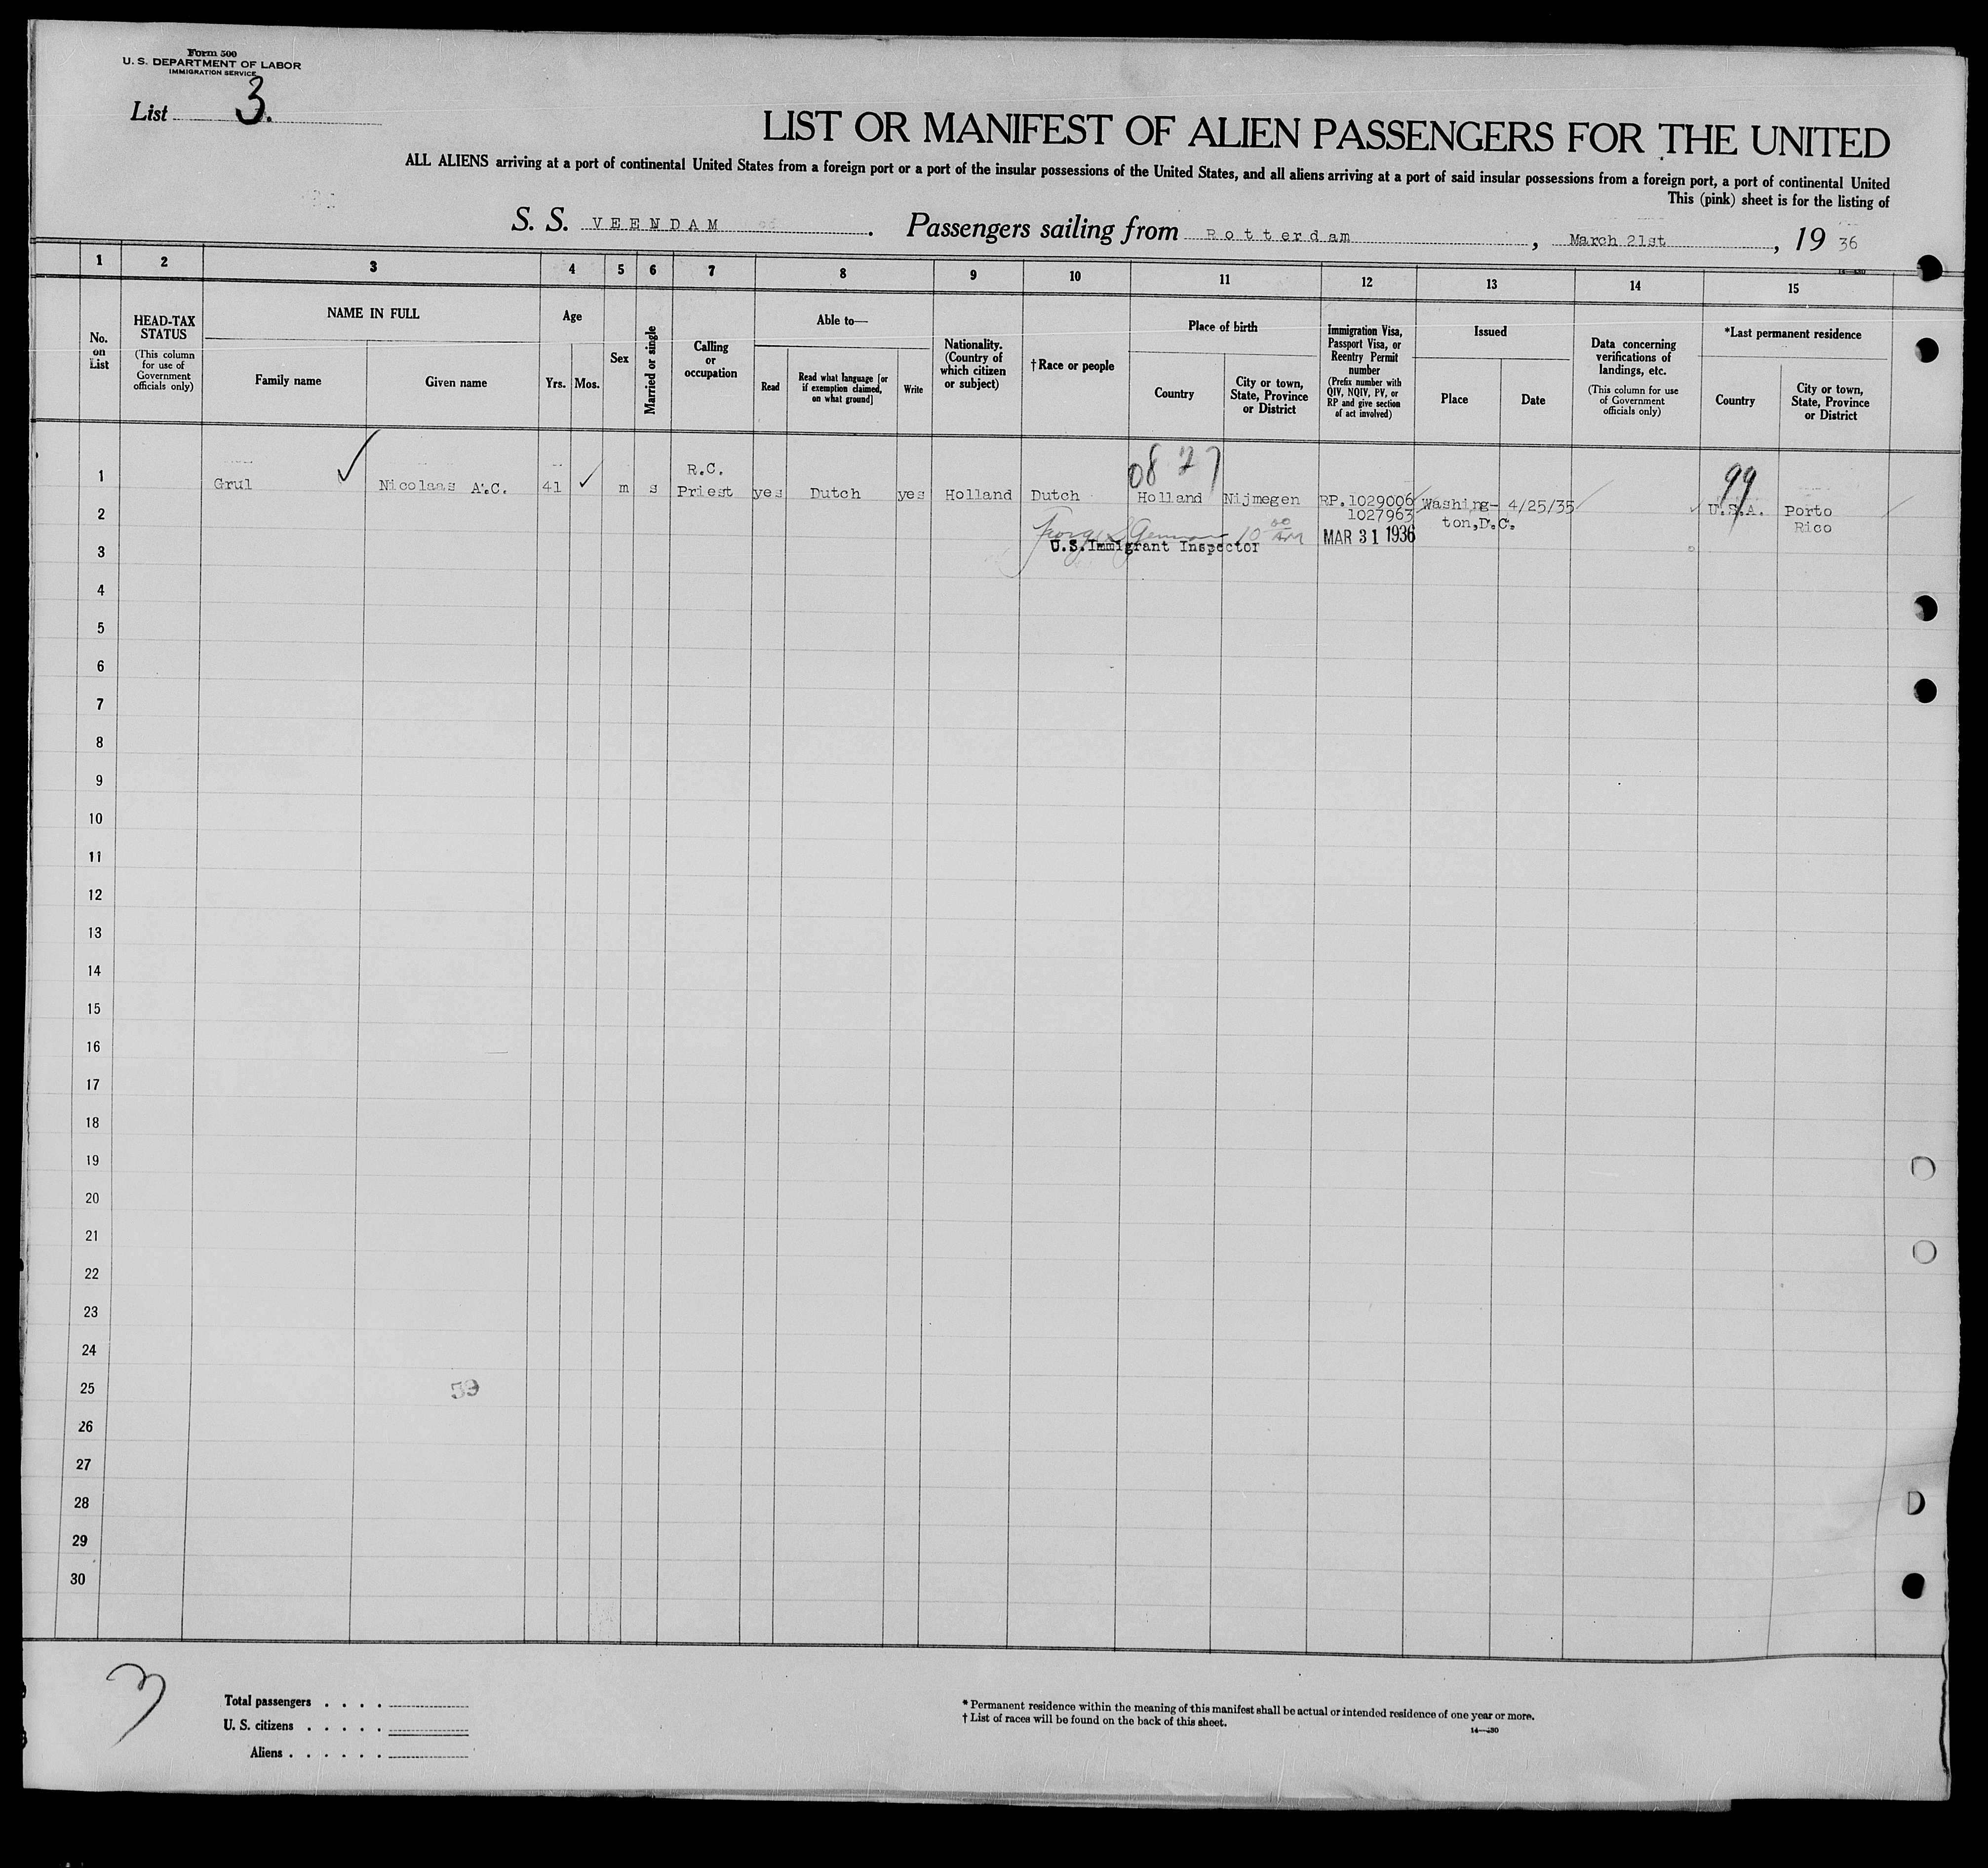 Form 500
U. S. DEPARTMENT OF LABOR
IMMIGRATION SERVICE
List 3.
LIST OR MANIFEST OF ALIEN PASSENGERS FOR THE UNITED
ALL ALIENS arriving at a port of continental United States from a foreign port or a port of the insular possessions of the United States, and all aliens arriving at a port of said insular possessions from a foreign port, a port of continental United
This (pink) sheet is for the listing of
S. S. VEENDAM . Passengers sailing from Rotterdam , March 21st , 19 36
1 2 3 4 5 6 7 8 9 10 11 12 13 14 15
No. on List
HEAD-TAX STATUS
(This column for use of Government officials only)
NAME IN FULL
Family name
Given name
Age
Yrs.
Mos.
Sex
Married or single
Calling or occupation
Able to—
Read
Read what language [or if exemption claimed, on what ground]
Write
Nationality. (Country of which citizen or subject)
†Race or people
Place of birth
Country
City or town, State, Province or District
Immigration Visa, Passport Visa, or Reentry Permit number
(Prefix number with QIV, NQIV, PV, or RP and give section of act involved)
Issued
Place
Date
Data concerning verifications of landings, etc.
(This column for use of Government officials only)
*Last permanent residence
Country
City or town, State, Province or District
0827
99
1 Grul Nicolaas A.C. 41 m s R.C. Priest yes Dutch yes Holland Dutch Holland Nijmegen RP.1029006 Washing- 4/25/35 U.S.A. Porto
2 1027963 ton,D.C. Rico
10 00 AM MAR 31 1936
3 U.S.Immigrant Inspector
4
5
6
7
8
9
10
11
12
13
14
15
16
17
18
19
20
21
22
23
24
25 59
26
27
28
29
30
Total passengers . . . .
U. S. citizens . . . . .
Aliens . . . . . .
* Permanent residence within the meaning of this manifest shall be actual or intended residence of one year or more.
† List of races will be found on the back of this sheet.